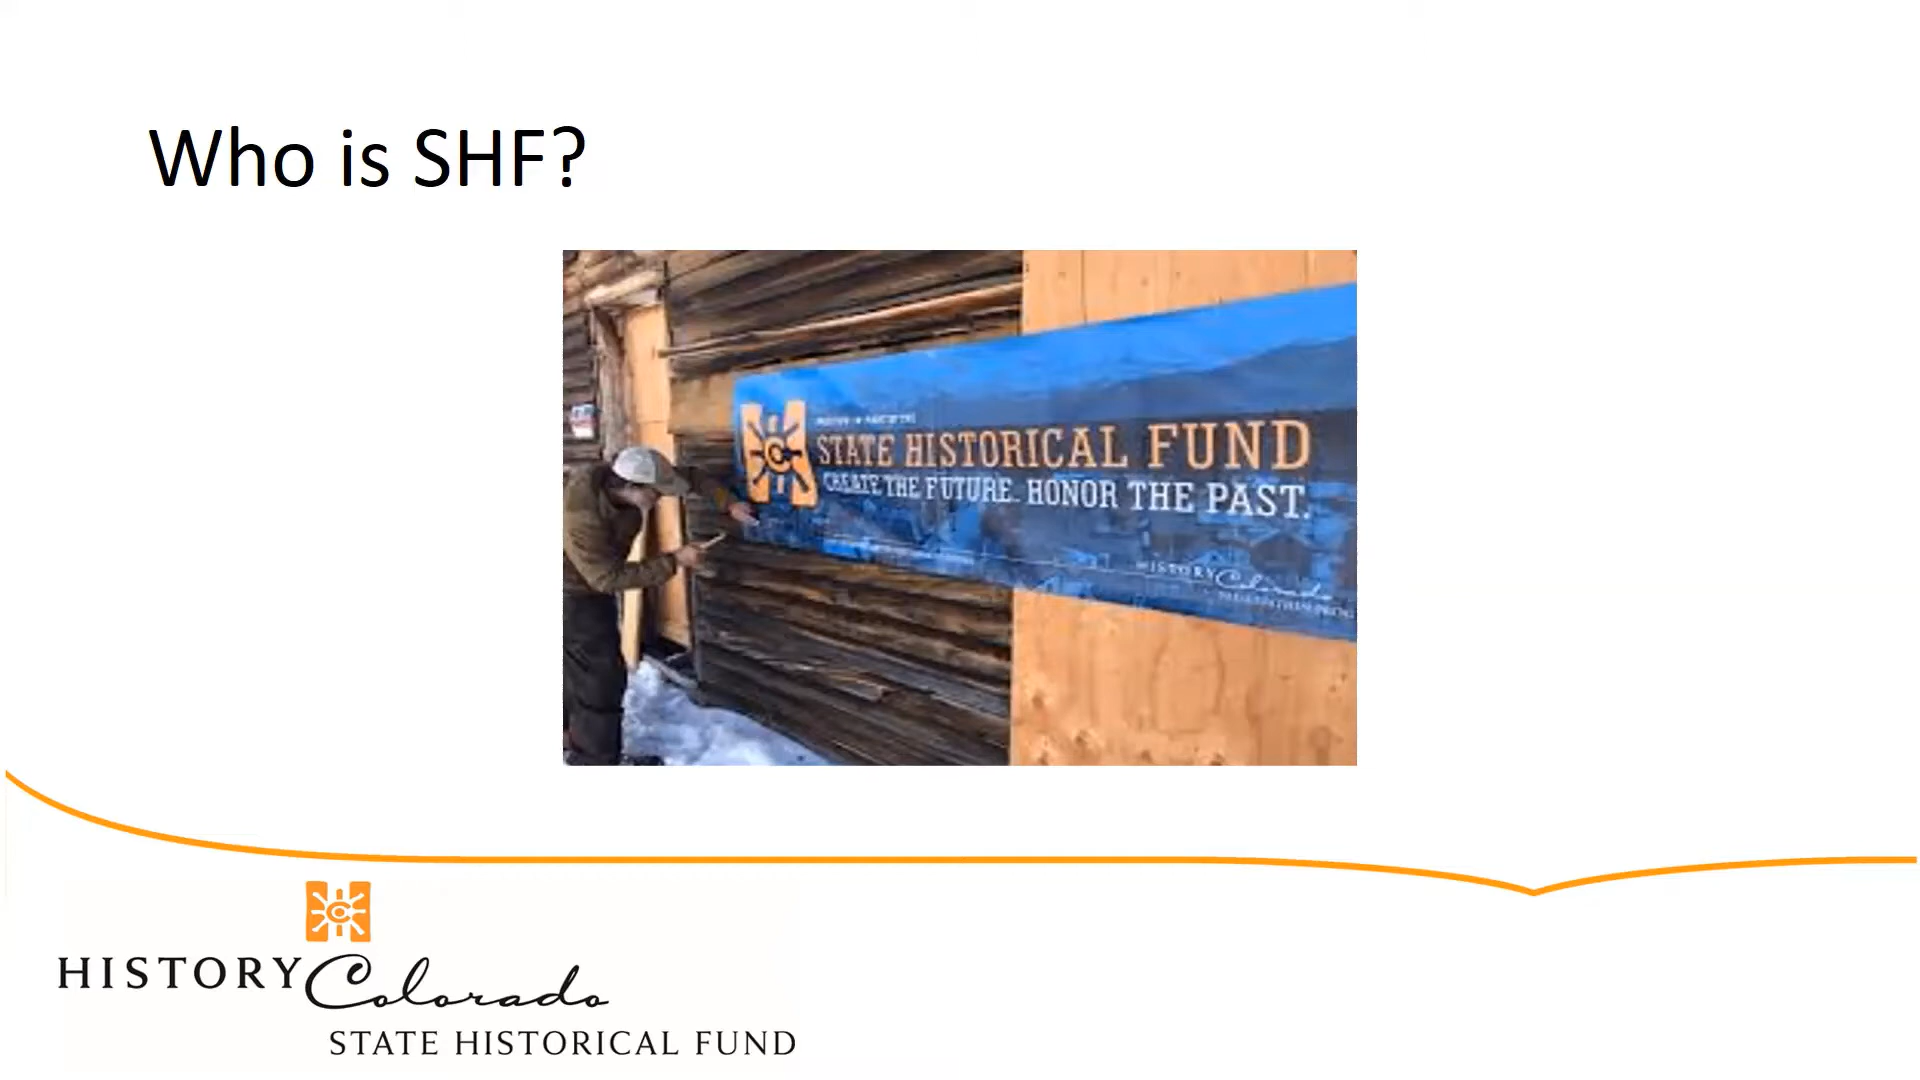 Who is SHF?
STATE HISTORICAL FUND
CREATE THE FUTURE. HONOR THE PAST.
HISTORY Colorado
HISTORY Colorado
STATE HISTORICAL FUND